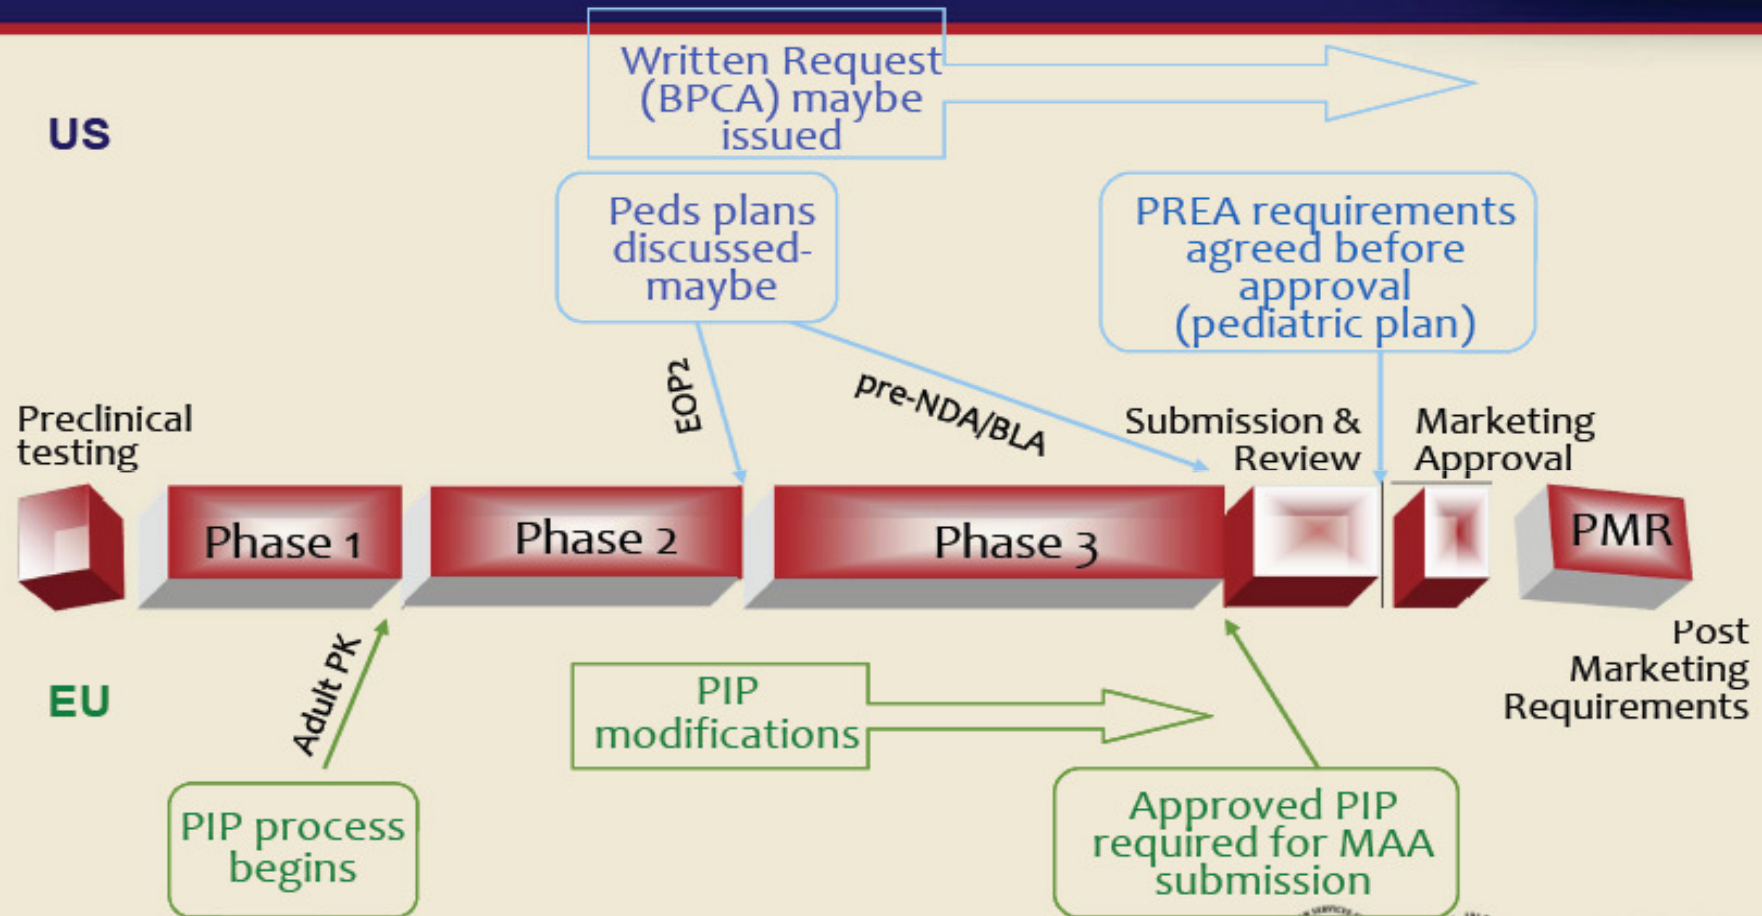 US
Written Request
(BPCA) maybe
issued
Peds plans
discussed-
maybe
PREA requirements
agreed before
approval
(pediatric plan)
EOP2
pre-NDA/BLA
Preclinical
testing
Submission &
Review
Marketing
Approval
Phase 1
Phase 2
Phase 3
PMR
Post
Marketing
Requirements
EU
Adult PK
PIP
modifications
PIP process
begins
Approved PIP
required for MAA
submission